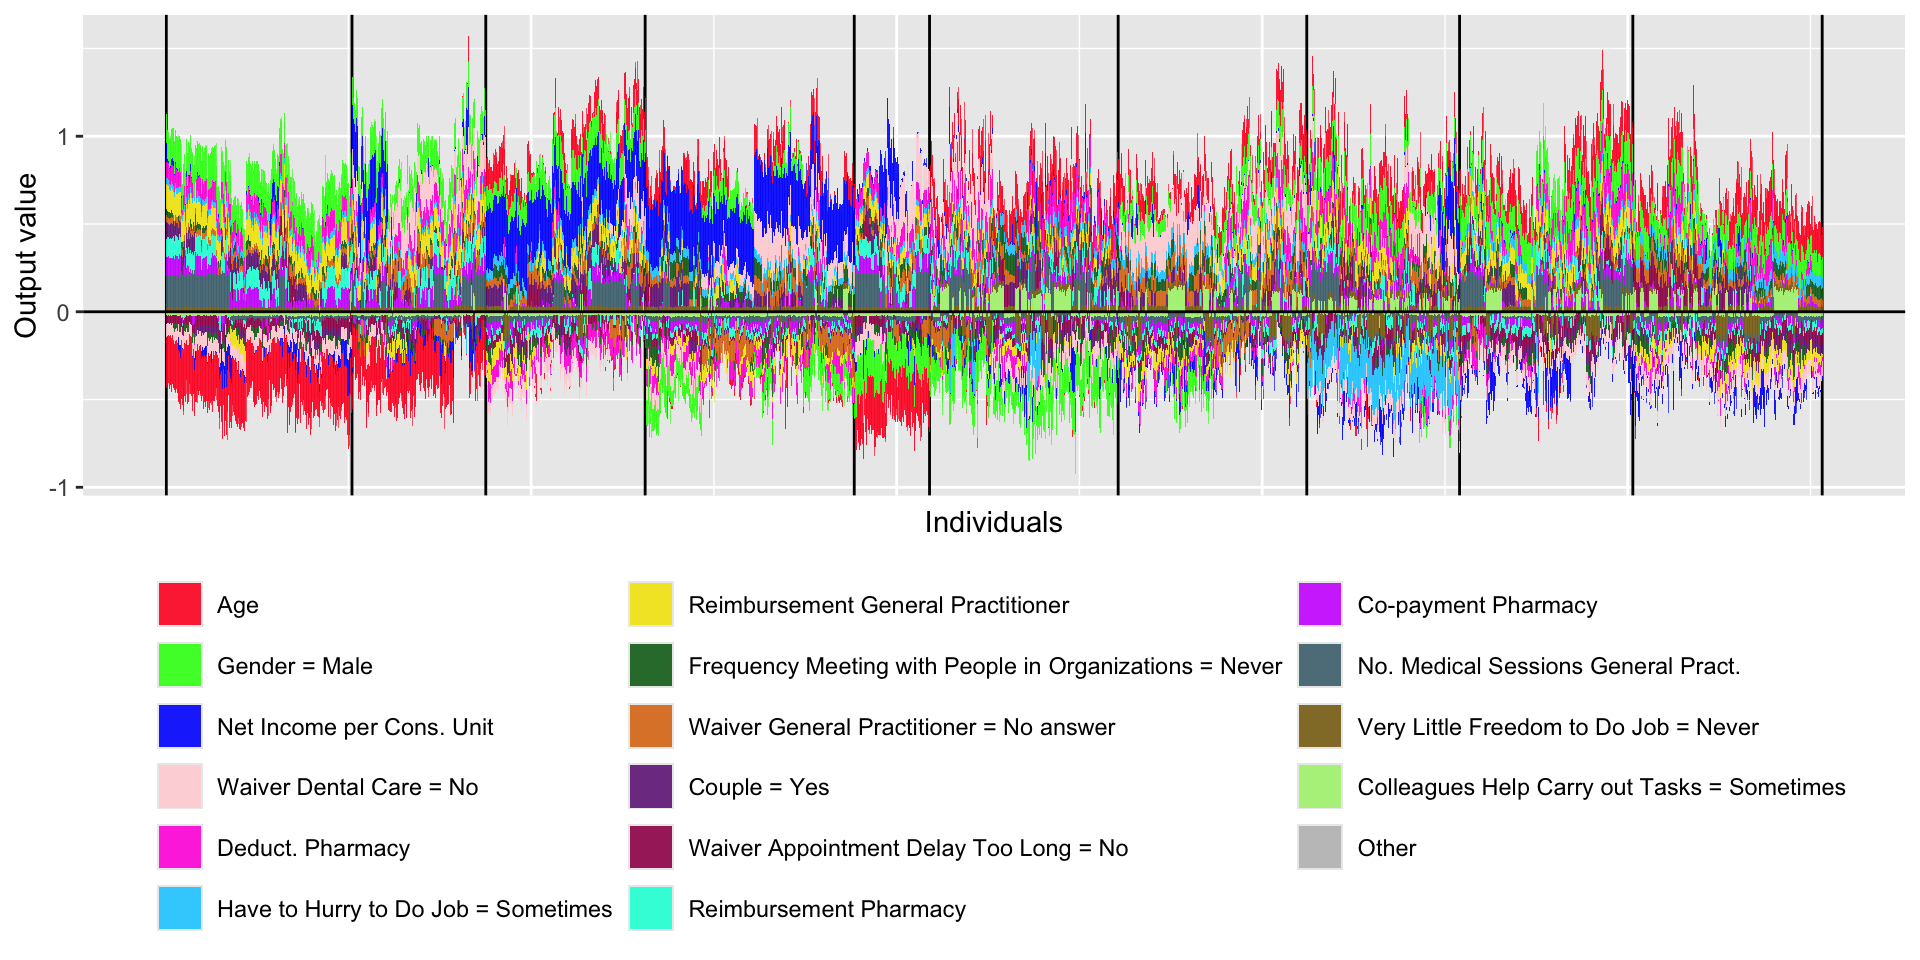 Output value
1
0
-1
Individuals
Age
Gender = Male
Net Income per Cons. Unit
Waiver Dental Care = No
Deduct. Pharmacy
Have to Hurry to Do Job = Sometimes
Reimbursement General Practitioner
Frequency Meeting with People in Organizations = Never
Waiver General Practitioner = No answer
Couple = Yes
Waiver Appointment Delay Too Long = No
Reimbursement Pharmacy
Co-payment Pharmacy
No. Medical Sessions General Pract.
Very Little Freedom to Do Job = Never
Colleagues Help Carry out Tasks = Sometimes
Other